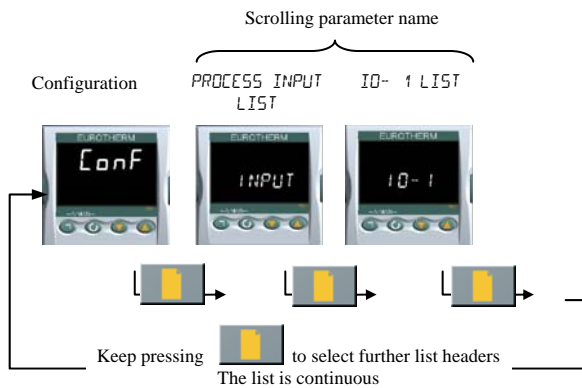 Scrolling parameter name
Configuration
PROCESS INPUT
LIST
IO- 1 LIST
EUROTHERM
ConF
EUROTHERM
INPUT
EUROTHERM
IO-1
Keep pressing to select further list headers
The list is continuous